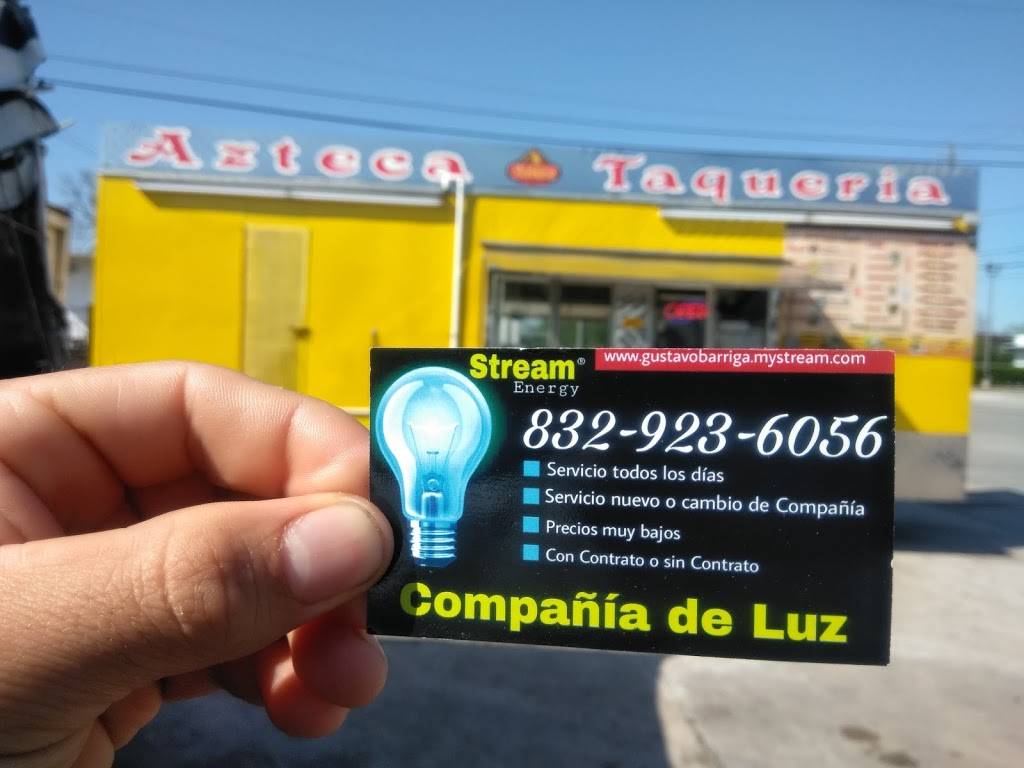 Azteca Taqueria
Stream®
Energy
www.gustavobarriga.mystream.com
832-923-6056
Servicio todos los días
Servicio nuevo o cambio de Compañía
Precios muy bajos
Con Contrato o sin Contrato
Compañía de Luz